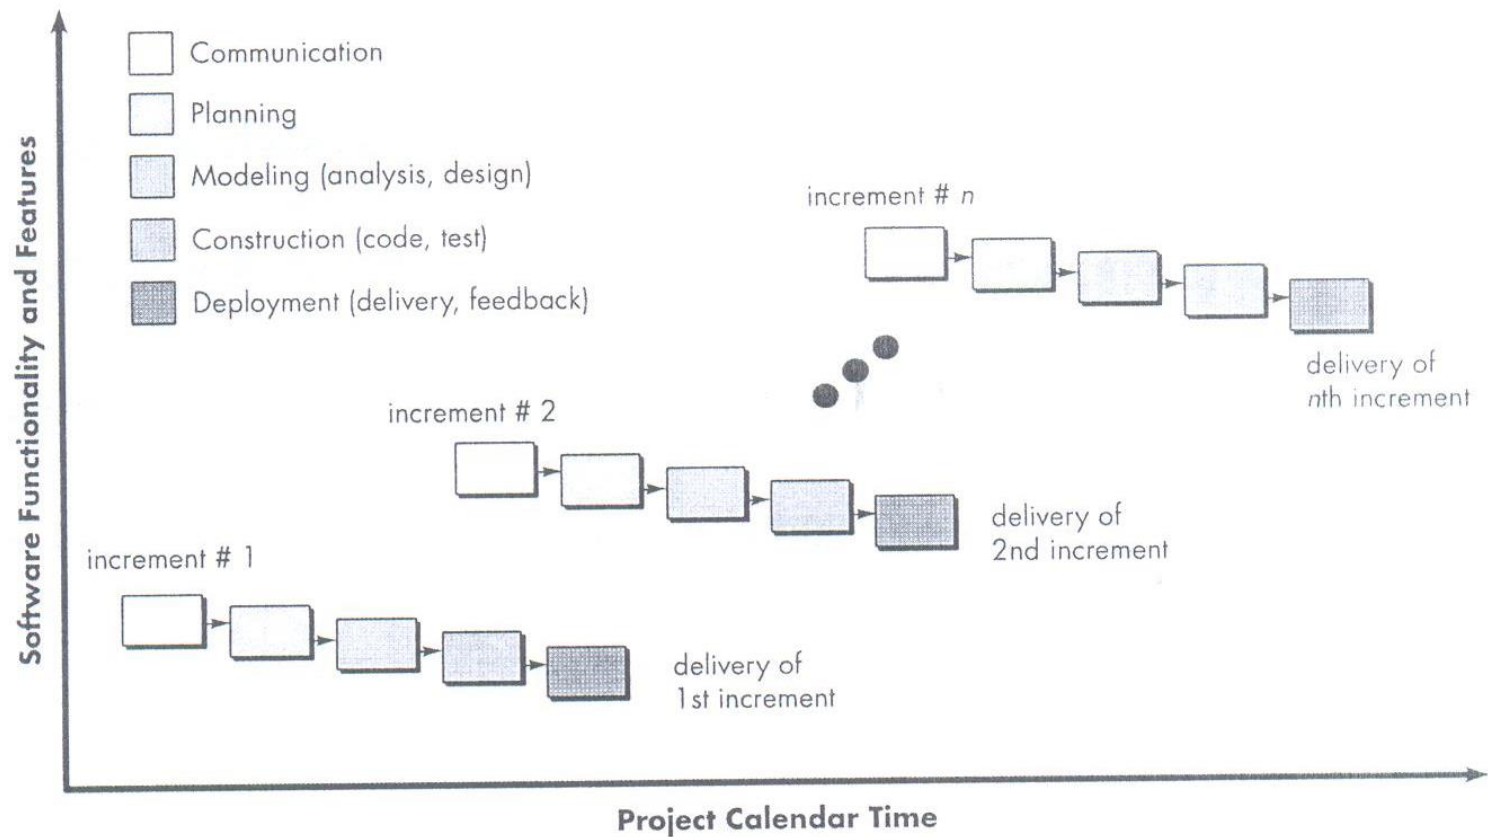 Communication
Planning
Modeling (analysis, design)
Construction (code, test)
Deployment (delivery, feedback)
increment # n
delivery of
nth increment
increment # 2
delivery of
2nd increment
increment # 1
delivery of
1st increment
Software Functionality and Features
Project Calendar Time